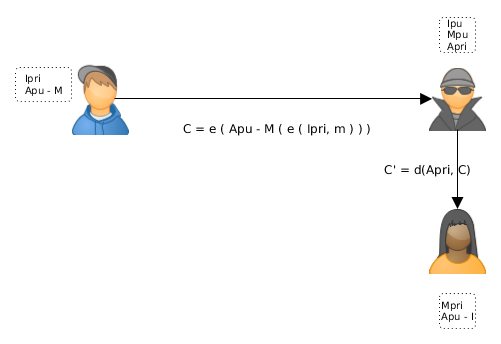 Ipu
Mpu
Apri
Ipri
Apu - M
C = e ( Apu - M ( e ( Ipri, m ) ) )
C' = d(Apri, C)
Mpri
Apu - I